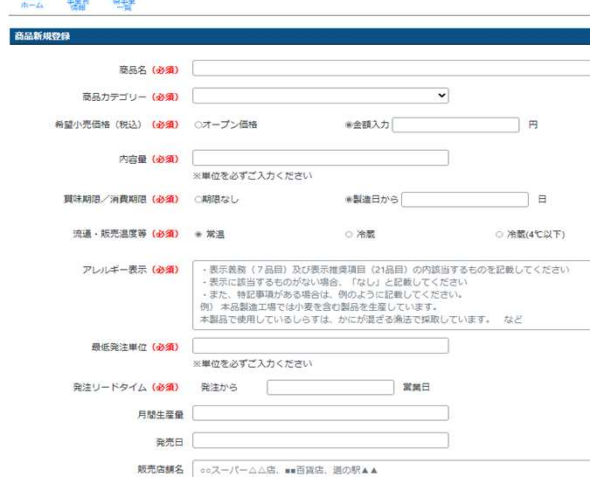 ホーム
事業者情報
商品新規登録
商品名 (必須)
商品カテゴリー (必須)
希望小売価格（税込） (必須) ○オープン価格 ◉金額入力 円
内容量 (必須)
※単位を必ずご入力ください
賞味期限／消費期限 (必須) ○期限なし ◉製造日から 日
流通・販売温度等 (必須) ◉ 常温 ○ 冷蔵 ○ 冷蔵(4℃以下)
アレルギー表示 (必須)
・表示義務（７品目）及び表示推奨項目（21品目）の内該当するものを記載してください
・表示に該当するものがない場合、「なし」と記載してください
・また、特記事項がある場合は、例のように記載してください。
例） 本品製造工場では小麦を含む製品を生産しています。
本製品で使用しているしらすは、かにが混ざる漁法で採取しています。 など
最低発注単位 (必須)
※単位を必ずご入力ください
発注リードタイム (必須) 発注から 営業日
月間生産量
発売日
販売店舗名 ○○スーパー△△店、■■百貨店、道の駅▲▲